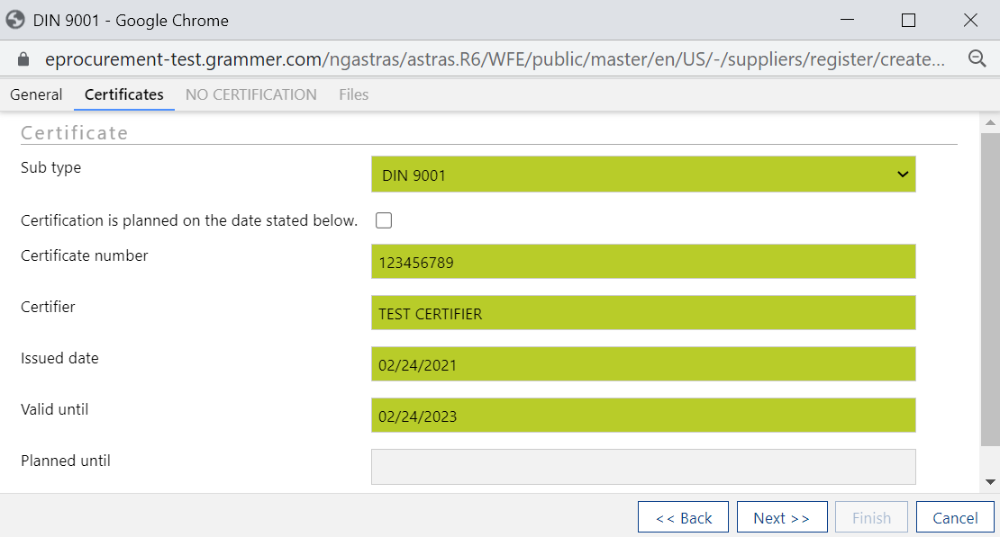 DIN 9001 - Google Chrome
eprocurement-test.grammer.com/ngastras/astras.R6/WFE/public/master/en/US/-/suppliers/register/create...
General Certificates NO CERTIFICATION Files
Certificate
Sub type DIN 9001
Certification is planned on the date stated below.
Certificate number 123456789
Certifier TEST CERTIFIER
Issued date 02/24/2021
Valid until 02/24/2023
Planned until
<< Back Next >> Finish Cancel